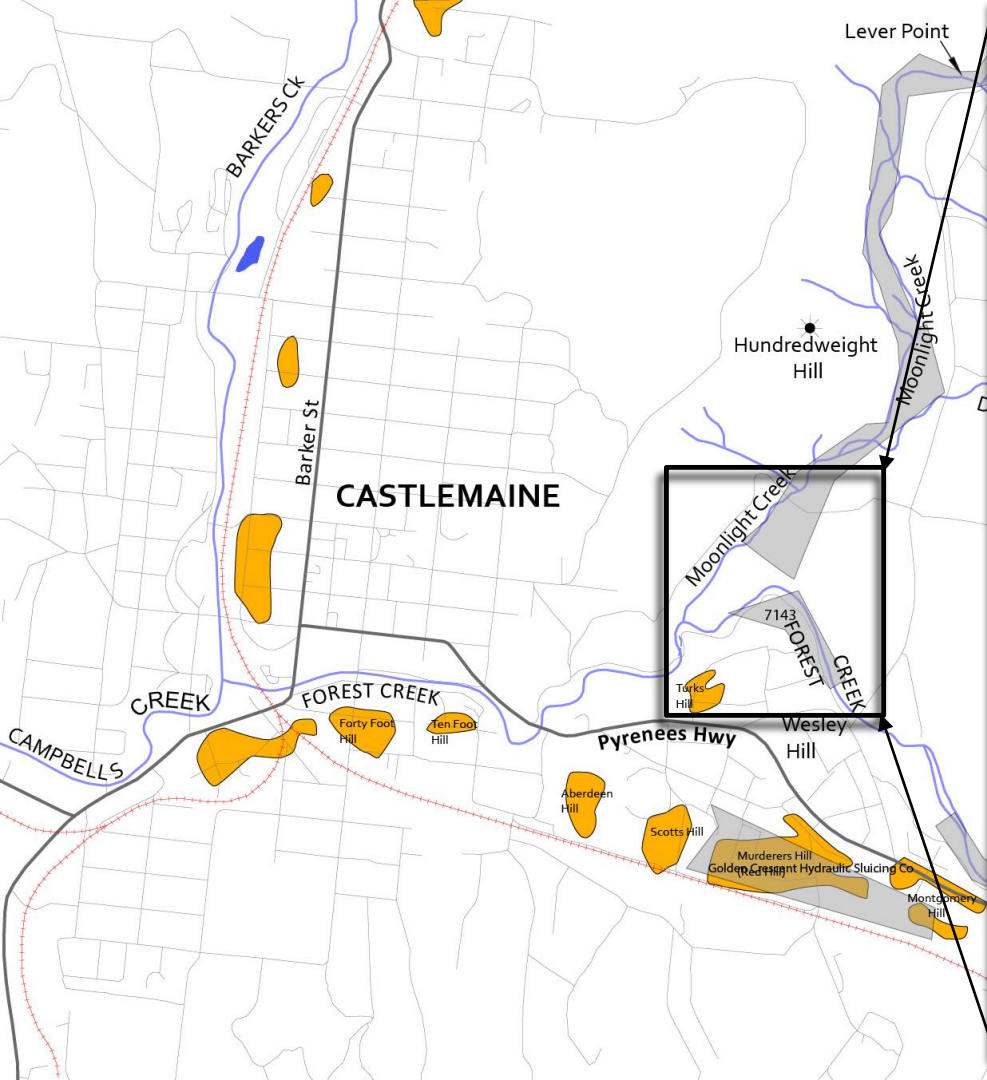 Lever Point
BARKERS Ck
Moonlight Creek
Hundredweight
Hill
D
Barker St
CASTLEMAINE
Moonlight Creek
7143
FOREST
CREEK
Turks
Hill
CREEK
FOREST CREEK
CAMPBELLS
Forty Foot
Hill
Ten Foot
Hill
Pyrenees Hwy
Wesley
Hill
Aberdeen
Hill
Scotts Hill
Murderers Hill
Golden Crescent Hydraulic Sluicing Co
(Red Hill)
Montgomery
Hill